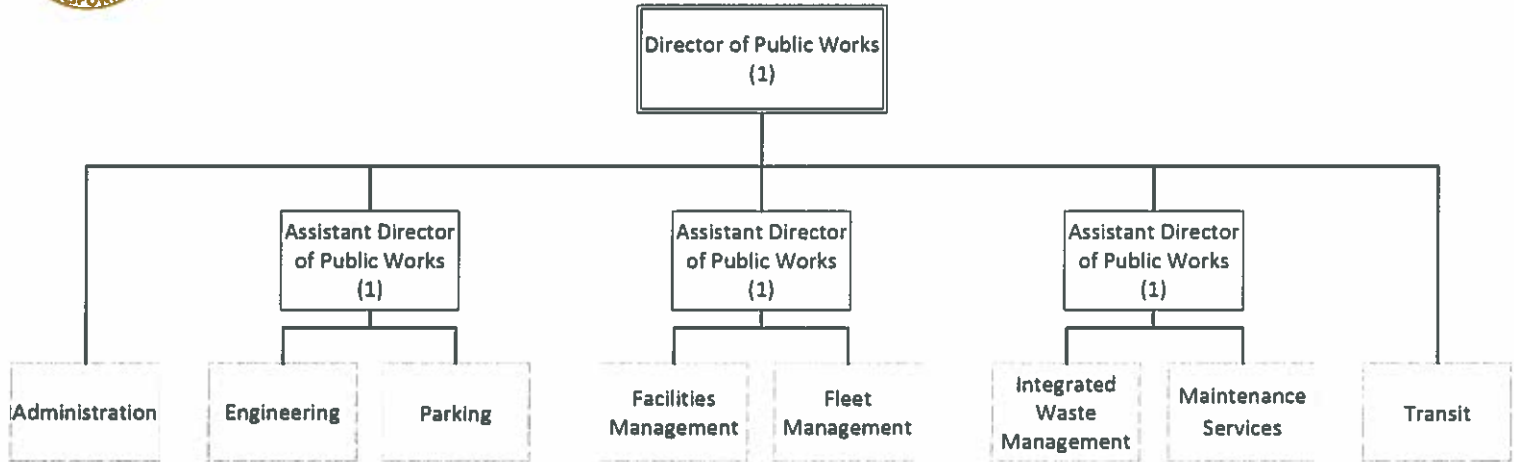 Director of Public Works
(1)
Assistant Director
of Public Works
(1)
Assistant Director
of Public Works
(1)
Assistant Director
of Public Works
(1)
Administration
Engineering
Parking
Facilities
Management
Fleet
Management
Integrated
Waste
Management
Maintenance
Services
Transit